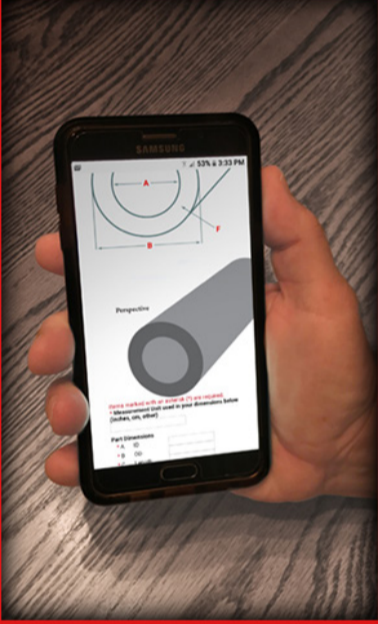 SAMSUNG
53% 3:33 PM
A
F
B
Perspective
Items marked with an asterisk (*) are required.
* Measurement Unit used in your dimensions below
(inches, cm, other)
Part Dimensions
* A ID
* B OD